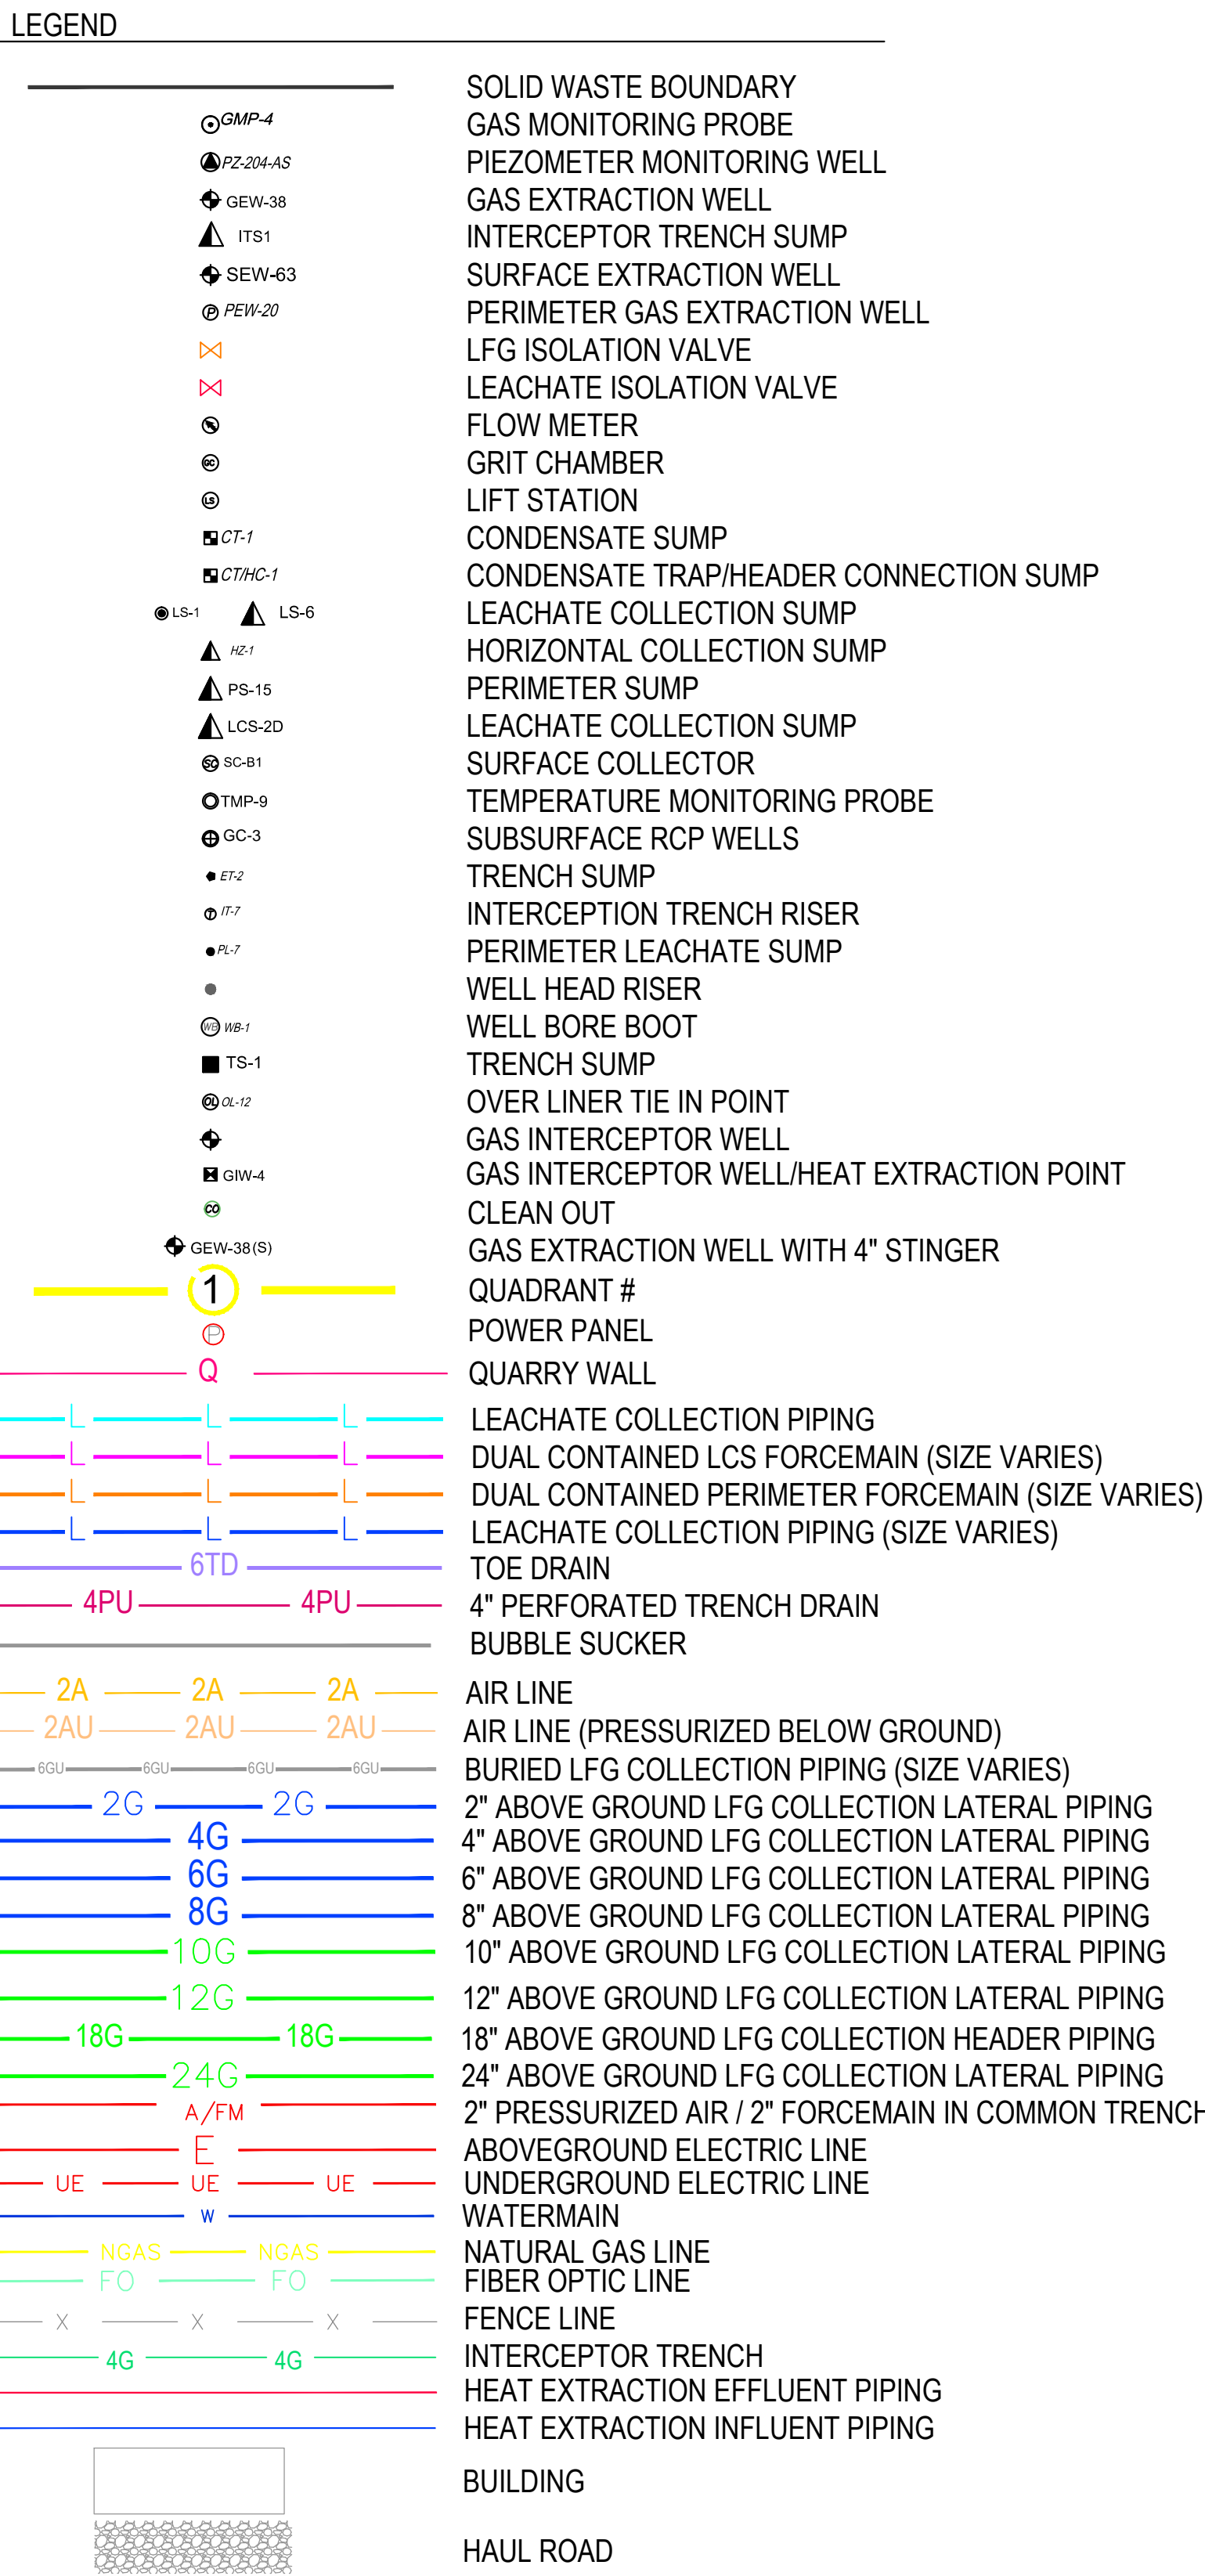 LEGEND
SOLID WASTE BOUNDARY
GMP-4 GAS MONITORING PROBE
PZ-204-AS PIEZOMETER MONITORING WELL
GEW-38 GAS EXTRACTION WELL
ITS1 INTERCEPTOR TRENCH SUMP
SEW-63 SURFACE EXTRACTION WELL
P PEW-20 PERIMETER GAS EXTRACTION WELL
LFG ISOLATION VALVE
LEACHATE ISOLATION VALVE
FLOW METER
GC GRIT CHAMBER
LS LIFT STATION
CT-1 CONDENSATE SUMP
CT/HC-1 CONDENSATE TRAP/HEADER CONNECTION SUMP
LS-1 LS-6 LEACHATE COLLECTION SUMP
HZ-1 HORIZONTAL COLLECTION SUMP
PS-15 PERIMETER SUMP
LCS-2D LEACHATE COLLECTION SUMP
SC SC-B1 SURFACE COLLECTOR
TMP-9 TEMPERATURE MONITORING PROBE
GC-3 SUBSURFACE RCP WELLS
ET-2 TRENCH SUMP
T IT-7 INTERCEPTION TRENCH RISER
PL-7 PERIMETER LEACHATE SUMP
WELL HEAD RISER
WB WB-1 WELL BORE BOOT
TS-1 TRENCH SUMP
OL OL-12 OVER LINER TIE IN POINT
GAS INTERCEPTOR WELL
GIW-4 GAS INTERCEPTOR WELL/HEAT EXTRACTION POINT
CO CLEAN OUT
GEW-38(S) GAS EXTRACTION WELL WITH 4" STINGER
1 QUADRANT #
P POWER PANEL
Q QUARRY WALL
L L L LEACHATE COLLECTION PIPING
L L L DUAL CONTAINED LCS FORCEMAIN (SIZE VARIES)
L L L DUAL CONTAINED PERIMETER FORCEMAIN (SIZE VARIES)
L L L LEACHATE COLLECTION PIPING (SIZE VARIES)
6TD TOE DRAIN
4PU 4PU 4" PERFORATED TRENCH DRAIN
BUBBLE SUCKER
2A 2A 2A AIR LINE
2AU 2AU 2AU AIR LINE (PRESSURIZED BELOW GROUND)
6GU 6GU 6GU 6GU BURIED LFG COLLECTION PIPING (SIZE VARIES)
2G 2G 2" ABOVE GROUND LFG COLLECTION LATERAL PIPING
4G 4" ABOVE GROUND LFG COLLECTION LATERAL PIPING
6G 6" ABOVE GROUND LFG COLLECTION LATERAL PIPING
8G 8" ABOVE GROUND LFG COLLECTION LATERAL PIPING
10G 10" ABOVE GROUND LFG COLLECTION LATERAL PIPING
12G 12" ABOVE GROUND LFG COLLECTION LATERAL PIPING
18G 18G 18" ABOVE GROUND LFG COLLECTION HEADER PIPING
24G 24" ABOVE GROUND LFG COLLECTION LATERAL PIPING
A/FM 2" PRESSURIZED AIR / 2" FORCEMAIN IN COMMON TRENCH
E ABOVEGROUND ELECTRIC LINE
UE UE UE UNDERGROUND ELECTRIC LINE
W WATERMAIN
NGAS NGAS NATURAL GAS LINE
FO FO FIBER OPTIC LINE
X X X FENCE LINE
4G 4G INTERCEPTOR TRENCH
HEAT EXTRACTION EFFLUENT PIPING
HEAT EXTRACTION INFLUENT PIPING
BUILDING
HAUL ROAD